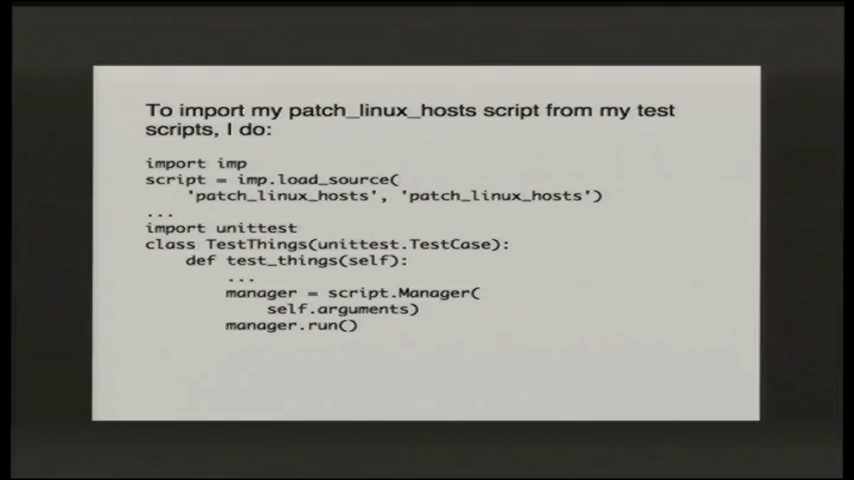 To import my patch_linux_hosts script from my test
scripts, I do:
import imp
script = imp.load_source(
'patch_linux_hosts', 'patch_linux_hosts')
...
import unittest
class TestThings(unittest.TestCase):
def test_things(self):
...
manager = script.Manager(
self.arguments)
manager.run()